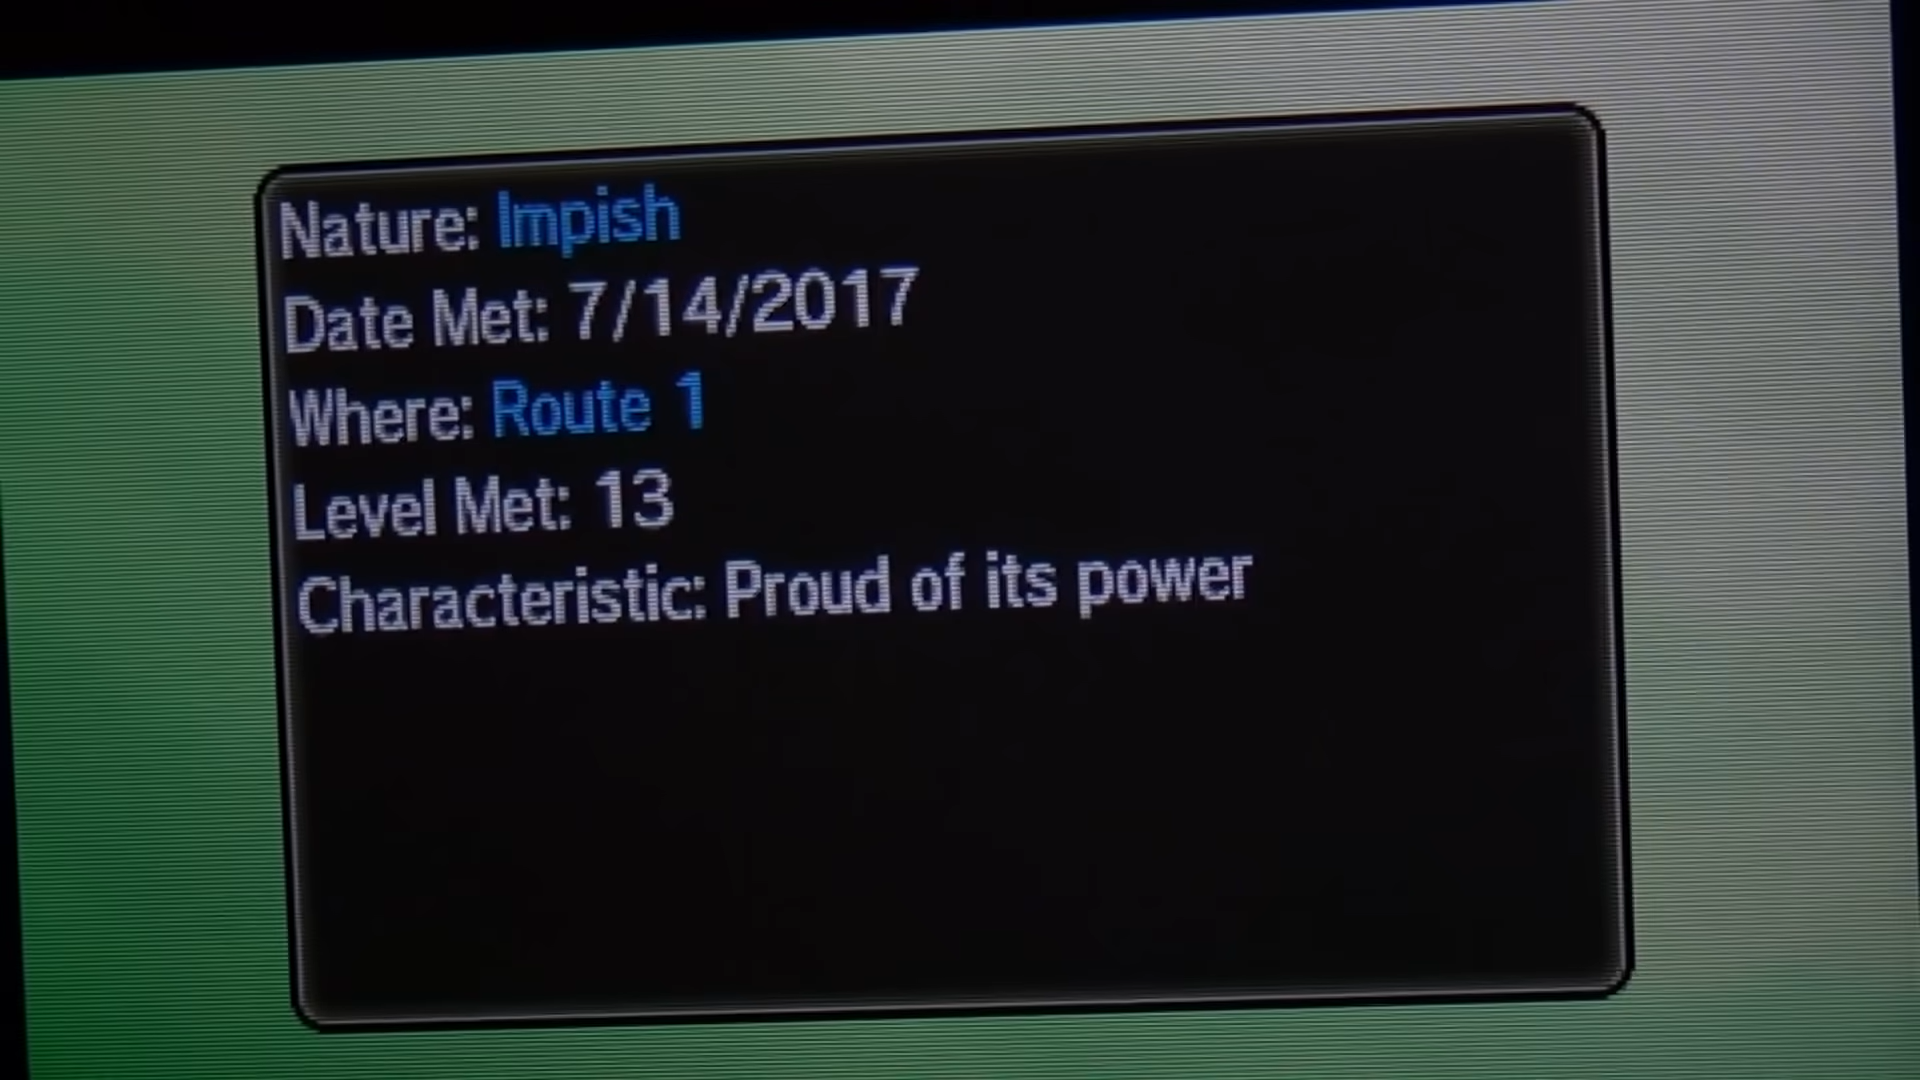 Nature: Impish
Date Met: 7/14/2017
Where: Route 1
Level Met: 13
Characteristic: Proud of its power